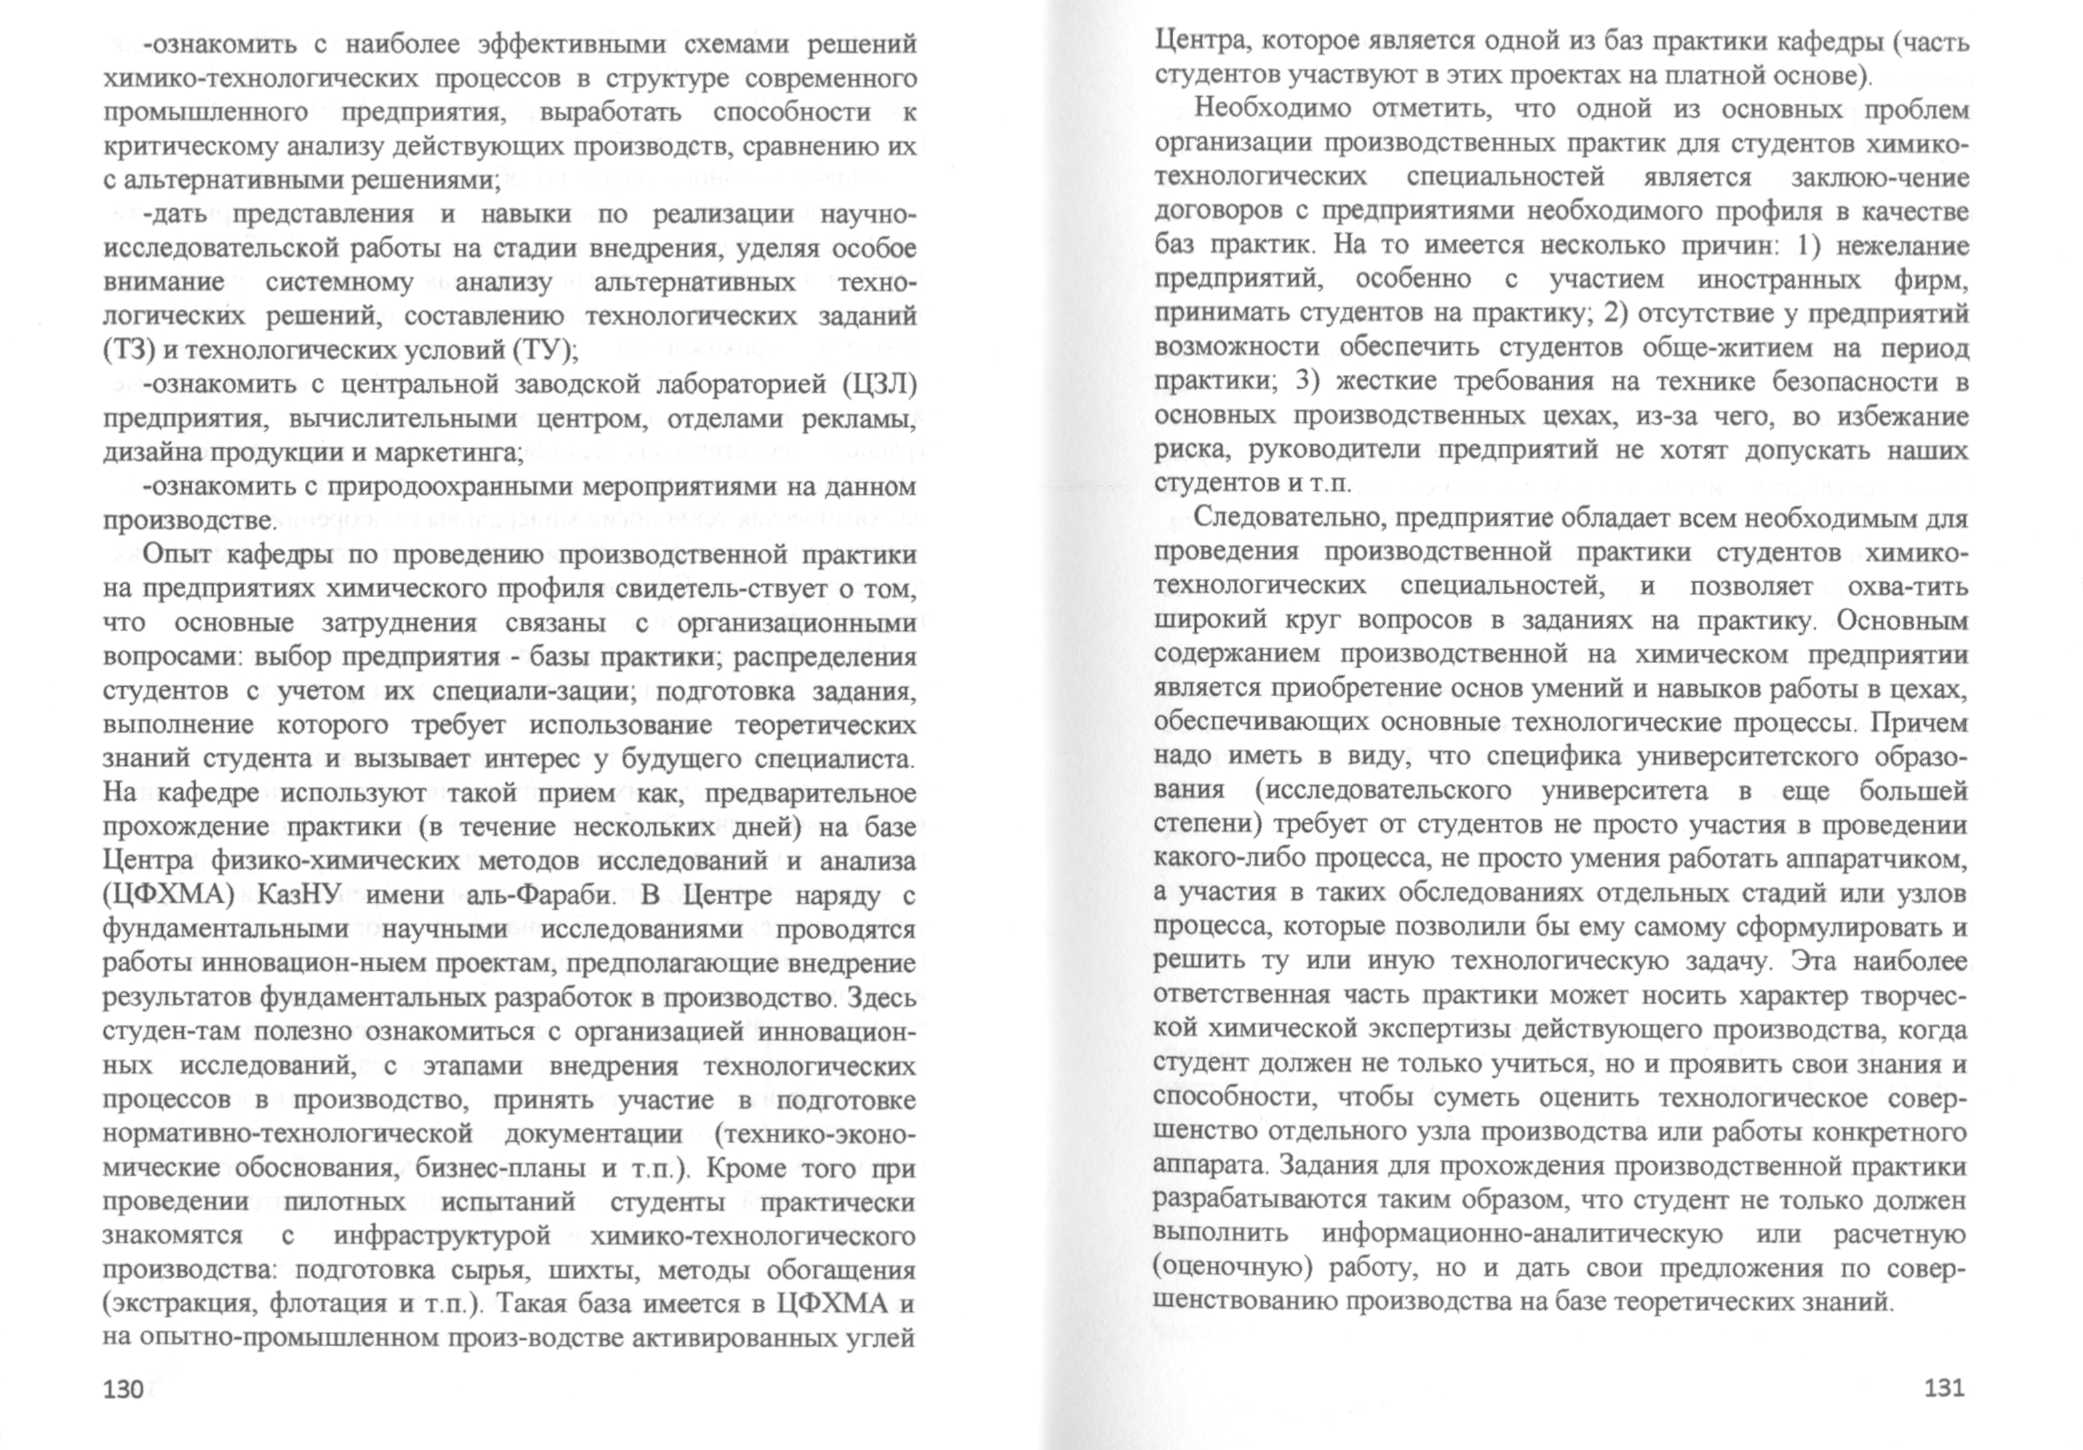 -ознакомить с наиболее эффективными схемами решений
химико-технологических процессов в структуре современного
промышленного предприятия, выработать способности к
критическому анализу действующих производств, сравнению их
с альтернативными решениями;
-дать представления и навыки по реализации научно-
исследовательской работы на стадии внедрения, уделяя особое
внимание системному анализу альтернативных техно-
логических решений, составлению технологических заданий
(ТЗ) и технологических условий (ТУ);
-ознакомить с центральной заводской лабораторией (ЦЗЛ)
предприятия, вычислительными центром, отделами рекламы,
дизайна продукции и маркетинга;
-ознакомить с природоохранными мероприятиями на данном
производстве.
Опыт кафедры по проведению производственной практики
на предприятиях химического профиля свидетель-ствует о том,
что основные затруднения связаны с организационными
вопросами: выбор предприятия - базы практики; распределения
студентов с учетом их специали-зации; подготовка задания,
выполнение которого требует использование теоретических
знаний студента и вызывает интерес у будущего специалиста.
На кафедре используют такой прием как, предварительное
прохождение практики (в течение нескольких дней) на базе
Центра физико-химических методов исследований и анализа
(ЦФХМА) КазНУ имени аль-Фараби. В Центре наряду с
фундаментальными научными исследованиями проводятся
работы инновацион-ныем проектам, предполагающие внедрение
результатов фундаментальных разработок в производство. Здесь
студен-там полезно ознакомиться с организацией инновацион-
ных исследований, с этапами внедрения технологических
процессов в производство, принять участие в подготовке
нормативно-технологической документации (технико-эконо-
мические обоснования, бизнес-планы и т.п.). Кроме того при
проведении пилотных испытаний студенты практически
знакомятся с инфраструктурой химико-технологического
производства: подготовка сырья, шихты, методы обогащения
(экстракция, флотация и т.п.). Такая база имеется в ЦФХМА и
на опытно-промышленном произ-водстве активированных углей
130
Центра, которое является одной из баз практики кафедры (часть
студентов участвуют в этих проектах на платной основе).
Необходимо отметить, что одной из основных проблем
организации производственных практик для студентов химико-
технологических специальностей является заклюю-чение
договоров с предприятиями необходимого профиля в качестве
баз практик. На то имеется несколько причин: 1) нежелание
предприятий, особенно с участием иностранных фирм,
принимать студентов на практику; 2) отсутствие у предприятий
возможности обеспечить студентов обще-житием на период
практики; 3) жесткие требования на технике безопасности в
основных производственных цехах, из-за чего, во избежание
риска, руководители предприятий не хотят допускать наших
студентов и т.п.
Следовательно, предприятие обладает всем необходимым для
проведения производственной практики студентов химико-
технологических специальностей, и позволяет охва-тить
широкий круг вопросов в заданиях на практику. Основным
содержанием производственной на химическом предприятии
является приобретение основ умений и навыков работы в цехах,
обеспечивающих основные технологические процессы. Причем
надо иметь в виду, что специфика университетского образо-
вания (исследовательского университета в еще большей
степени) требует от студентов не просто участия в проведении
какого-либо процесса, не просто умения работать аппаратчиком,
а участия в таких обследованиях отдельных стадий или узлов
процесса, которые позволили бы ему самому сформулировать и
решить ту или иную технологическую задачу. Эта наиболее
ответственная часть практики может носить характер творчес-
кой химической экспертизы действующего производства, когда
студент должен не только учиться, но и проявить свои знания и
способности, чтобы суметь оценить технологическое совер-
шенство отдельного узла производства или работы конкретного
аппарата. Задания для прохождения производственной практики
разрабатываются таким образом, что студент не только должен
выполнить информационно-аналитическую или расчетную
(оценочную) работу, но и дать свои предложения по совер-
шенствованию производства на базе теоретических знаний.
131